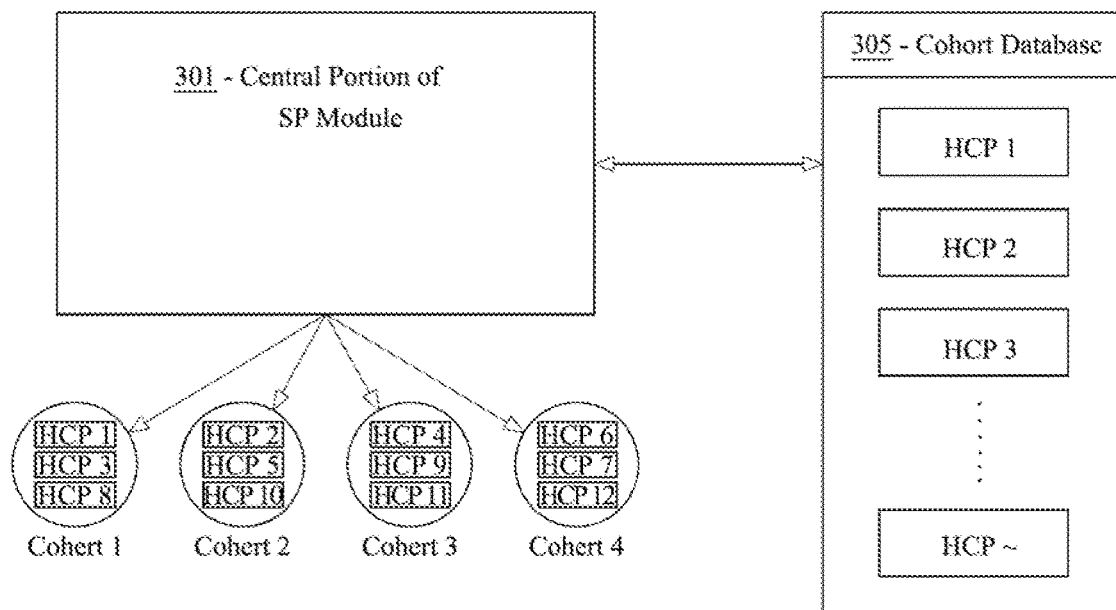 301 - Central Portion of
SP Module
305 - Cohort Database
HCP 1
HCP 2
HCP 3
HCP ~
HCP 1
HCP 3
HCP 8
Cohert 1
HCP 2
HCP 5
HCP 10
Cohert 2
HCP 4
HCP 9
HCP 11
Cohert 3
HCP 6
HCP 7
HCP 12
Cohert 4